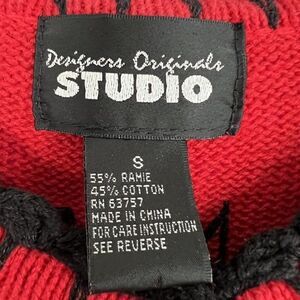 Designers Originals
STUDIO
S
55% RAMIE
45% COTTON
RN 63757
MADE IN CHINA
FOR CARE INSTRUCTION
SEE REVERSE